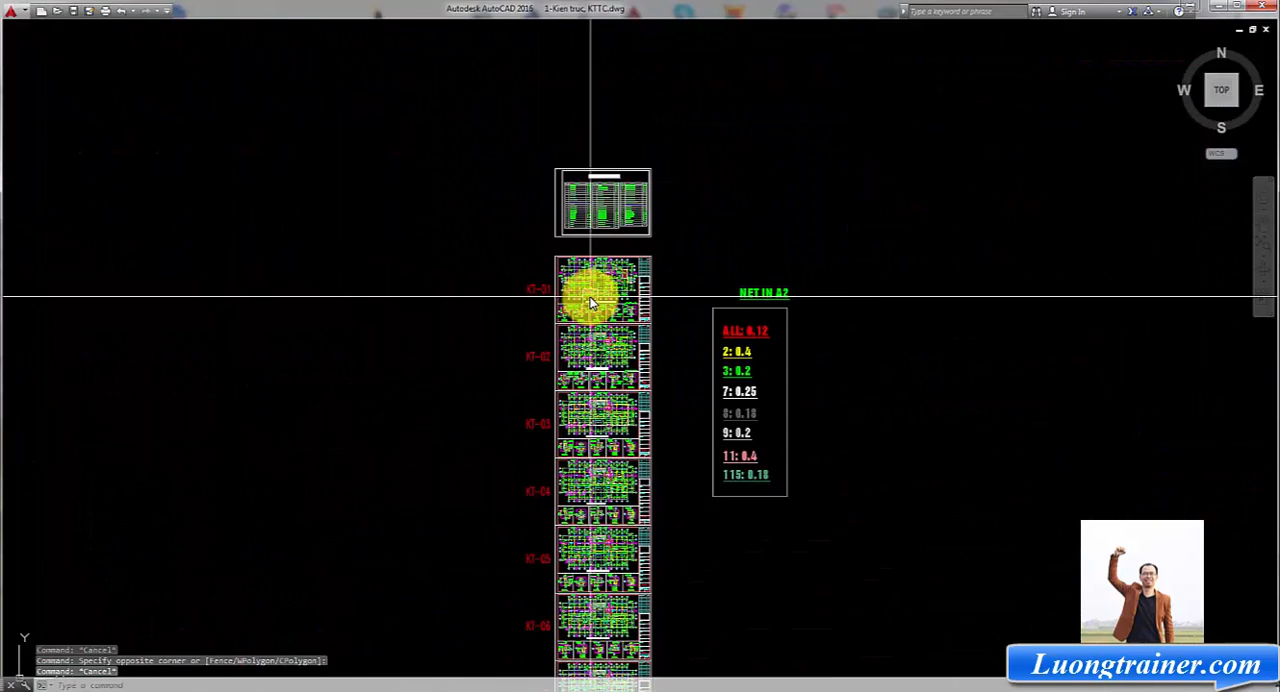 Autodesk AutoCAD 2016 1-Kien truc, KTTC.dwg
Type a keyword or phrase
Sign In
N
W TOP E
S
WCS
KT-01
KT-02
KT-03
KT-04
KT-05
KT-06
NET IN A2
ALL: 0.12
2: 0.4
3: 0.2
7: 0.25
8: 0.18
9: 0.2
11: 0.4
115: 0.18
Y
Command: *Cancel*
Command: Specify opposite corner or [Fence/WPolygon/CPolygon]:
Command: *Cancel*
Type a command
Luongtrainer.com